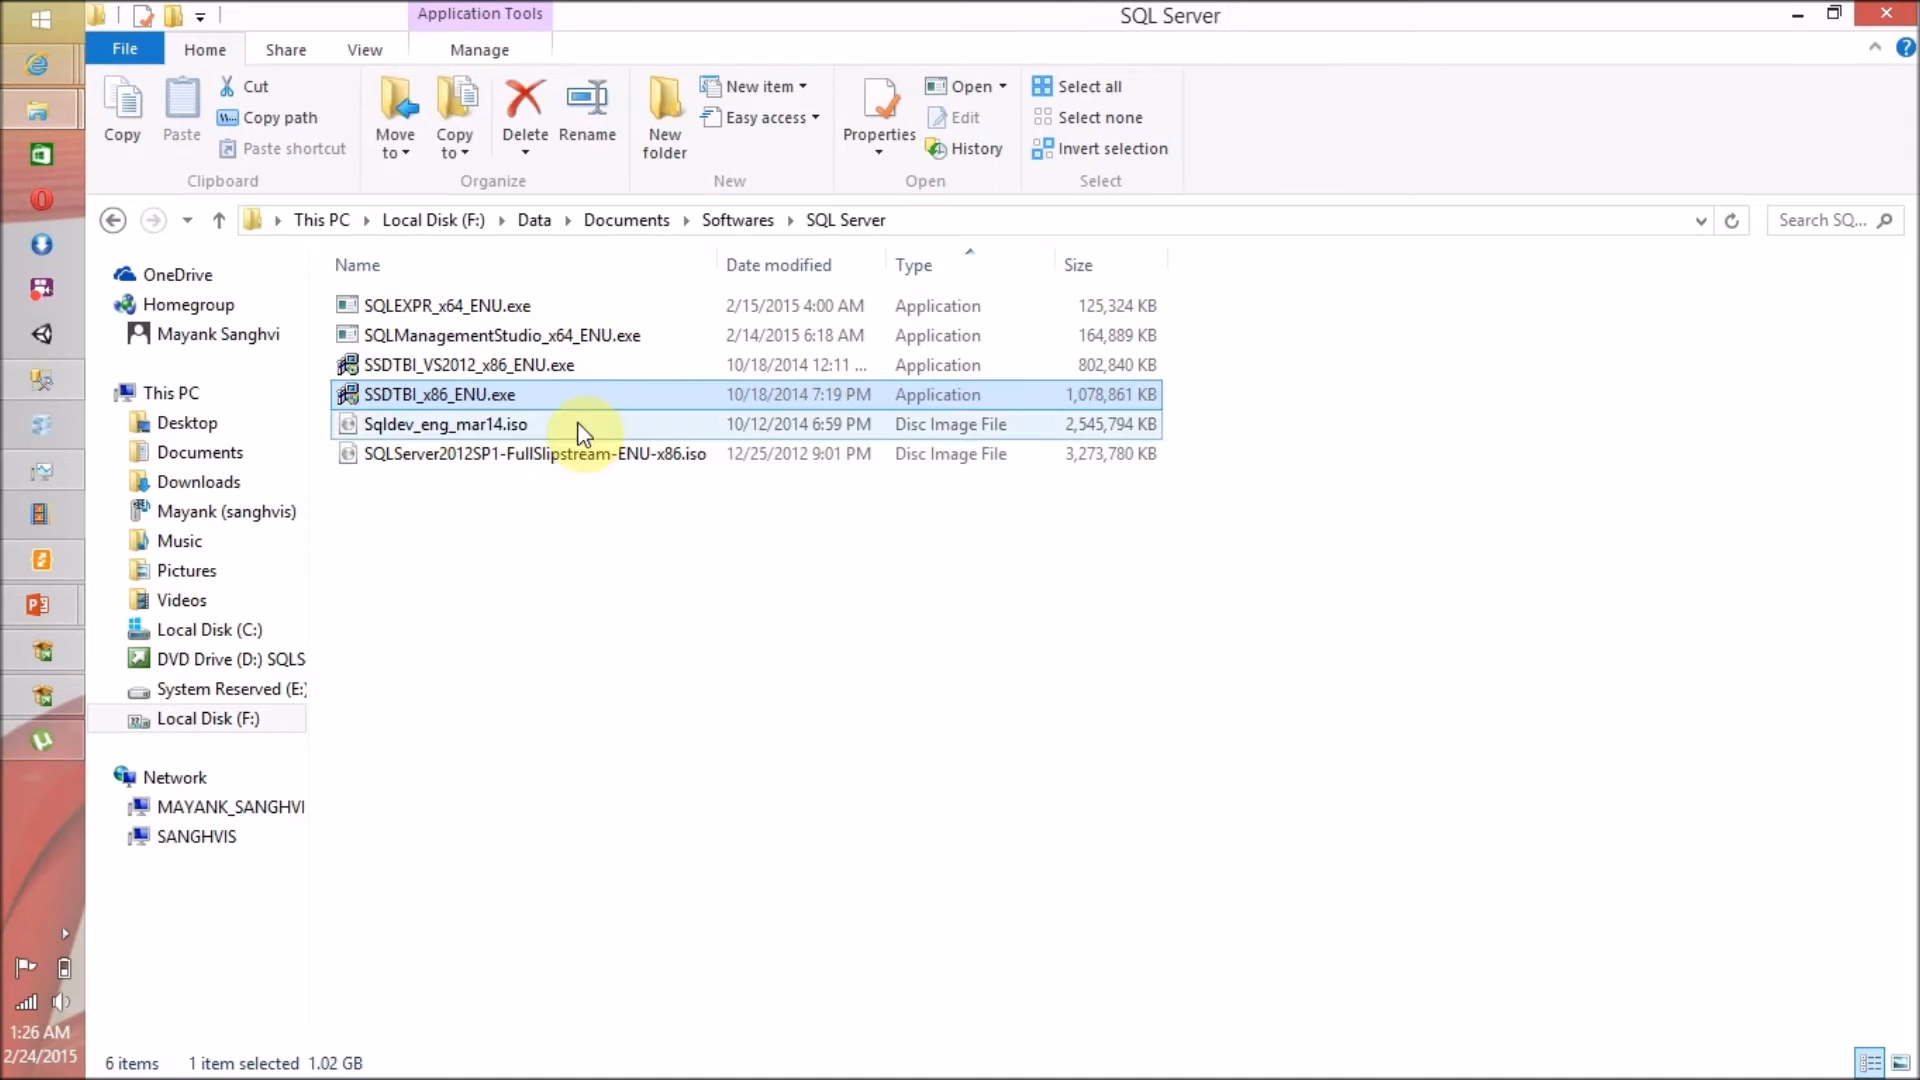 Application Tools
SQL Server
File
Home
Share
View
Manage
Copy
Paste
Cut
Copy path
Paste shortcut
Clipboard
Move to
Copy to
Delete
Rename
Organize
New folder
New item
Easy access
New
Properties
Open
Edit
History
Open
Select all
Select none
Invert selection
Select
This PC
Local Disk (F:)
Data
Documents
Softwares
SQL Server
Search SQ...
Name
Date modified
Type
Size
SQLEXPR_x64_ENU.exe 2/15/2015 4:00 AM Application 125,324 KB
SQLManagementStudio_x64_ENU.exe 2/14/2015 6:18 AM Application 164,889 KB
SSDTBI_VS2012_x86_ENU.exe 10/18/2014 12:11 ... Application 802,840 KB
SSDTBI_x86_ENU.exe 10/18/2014 7:19 PM Application 1,078,861 KB
Sqldev_eng_mar14.iso 10/12/2014 6:59 PM Disc Image File 2,545,794 KB
SQLServer2012SP1-FullSlipstream-ENU-x86.iso 12/25/2012 9:01 PM Disc Image File 3,273,780 KB
OneDrive
Homegroup
Mayank Sanghvi
This PC
Desktop
Documents
Downloads
Mayank (sanghvis)
Music
Pictures
Videos
Local Disk (C:)
DVD Drive (D:) SQLS
System Reserved (E:)
Local Disk (F:)
Network
MAYANK_SANGHVI
SANGHVIS
1:26 AM
2/24/2015
6 items
1 item selected 1.02 GB